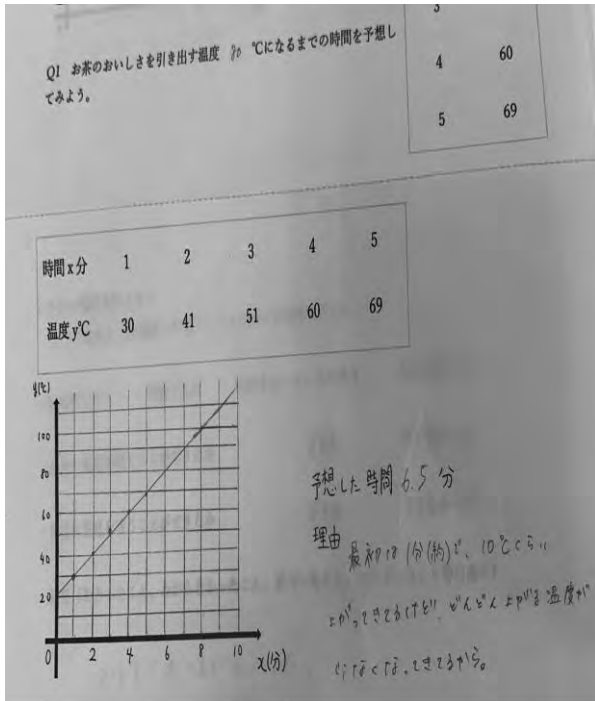 3
Q1 お茶のおいしさを引き出す温度 80 ℃になるまでの時間を予想し
てみよう。
4 60
5 69
時間x分 1 2 3 4 5
温度y℃ 30 41 51 60 69
y(℃)
100
80
60
40
20
0 2 4 6 8 10 x(分)
予想した時間 6.5 分
理由
最初は1分(約)で、10℃くらい
上がってきてるけど、どんどん上がる温度が
少なくなってきてるから。